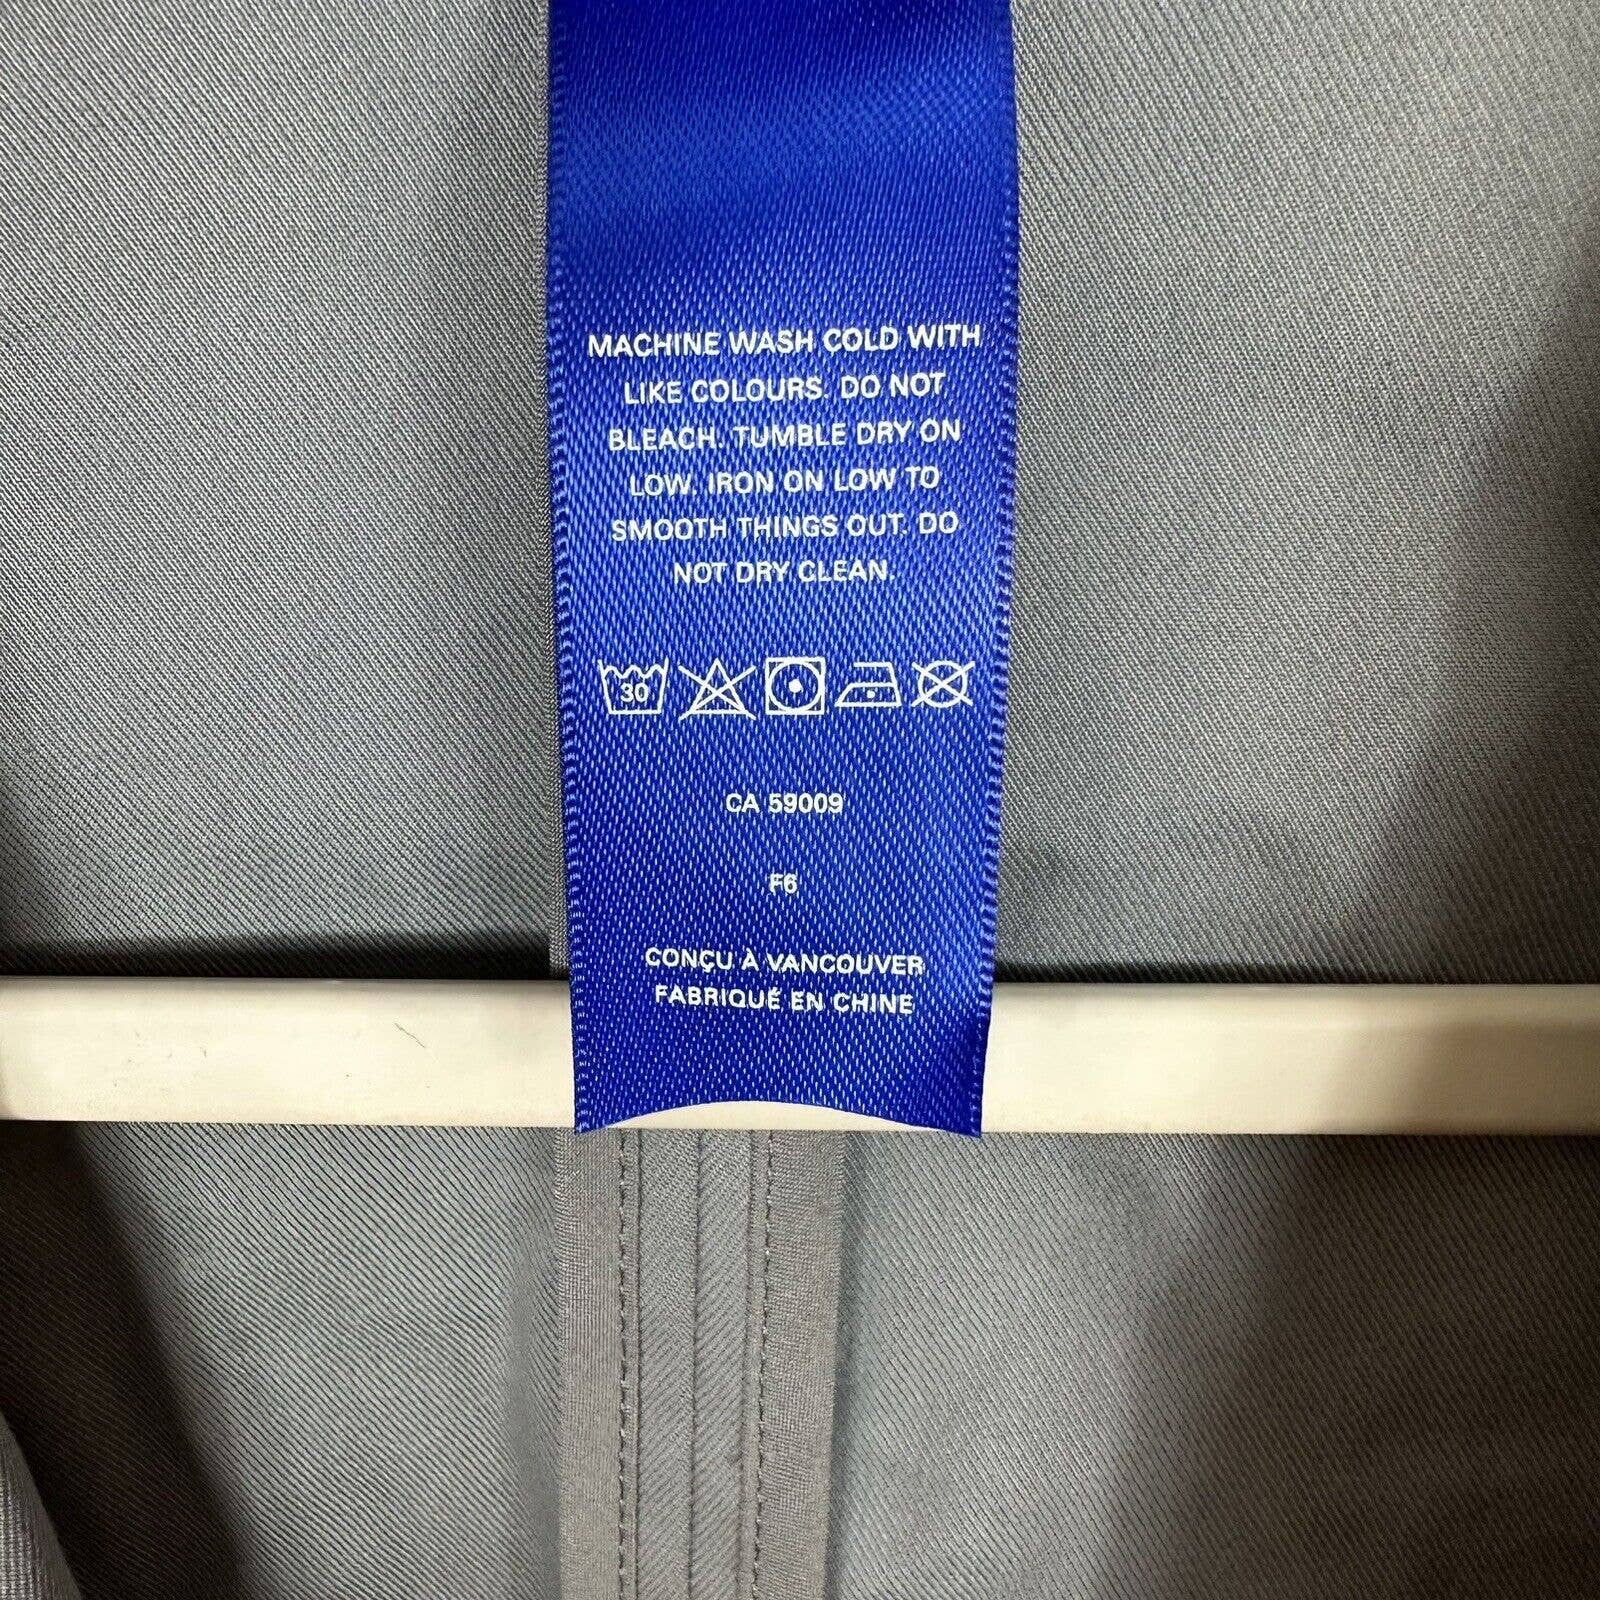 MACHINE WASH COLD WITH
LIKE COLOURS. DO NOT
BLEACH. TUMBLE DRY ON
LOW. IRON ON LOW TO
SMOOTH THINGS OUT. DO
NOT DRY CLEAN.
30
CA 59009
F6
CONÇU À VANCOUVER
FABRIQUÉ EN CHINE